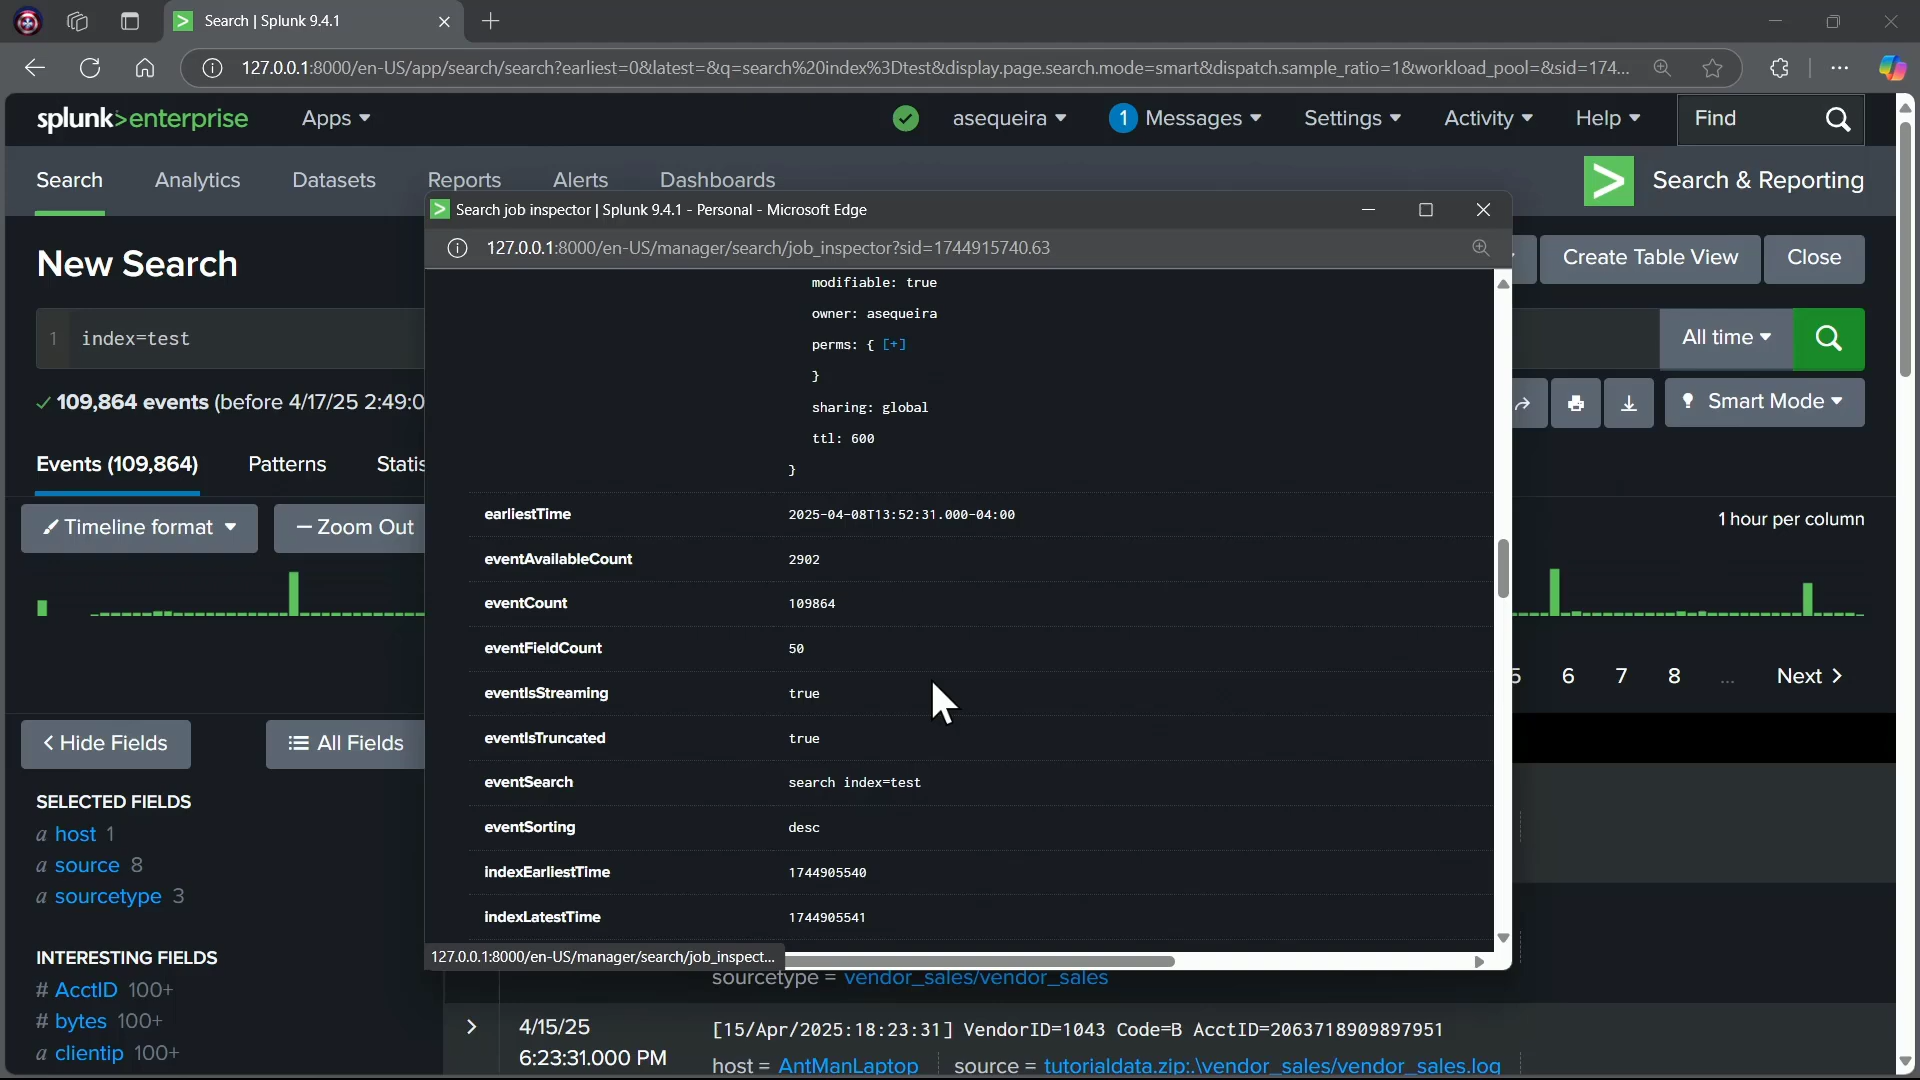 Search | Splunk 9.4.1
127.0.0.1:8000/en-US/app/search/search?earliest=0&latest=&q=search%20index%3Dtest&display.page.search.mode=smart&dispatch.sample_ratio=1&workload_pool=&sid=174...
splunk>enterprise
Apps
asequeira
1
Messages
Settings
Activity
Help
Find
Search
Analytics
Datasets
Reports
Alerts
Dashboards
Search & Reporting
Search job inspector | Splunk 9.4.1 - Personal - Microsoft Edge
127.0.0.1:8000/en-US/manager/search/job_inspector?sid=1744915740.63
New Search
Create Table View
Close
1 index=test
All time
109,864 events (before 4/17/25 2:49:0
Smart Mode
Events (109,864)
Patterns
Statis
Timeline format
Zoom Out
1 hour per column
modifiable: true
owner: asequeira
perms: { [+]
}
sharing: global
ttl: 600
}
earliestTime 2025-04-08T13:52:31.000-04:00
eventAvailableCount 2902
eventCount 109864
eventFieldCount 50
eventIsStreaming true
eventIsTruncated true
eventSearch search index=test
eventSorting desc
indexEarliestTime 1744905540
indexLatestTime 1744905541
127.0.0.1:8000/en-US/manager/search/job_inspect...
5 6 7 8 ... Next >
< Hide Fields
All Fields
SELECTED FIELDS
a host 1
a source 8
a sourcetype 3
INTERESTING FIELDS
# AcctID 100+
# bytes 100+
a clientip 100+
sourcetype = vendor_sales/vendor_sales
> 4/15/25
6:23:31.000 PM
[15/Apr/2025:18:23:31] VendorID=1043 Code=B AcctID=2063718909897951
host = AntManLaptop source = tutorialdata.zip:.\vendor_sales/vendor_sales.log